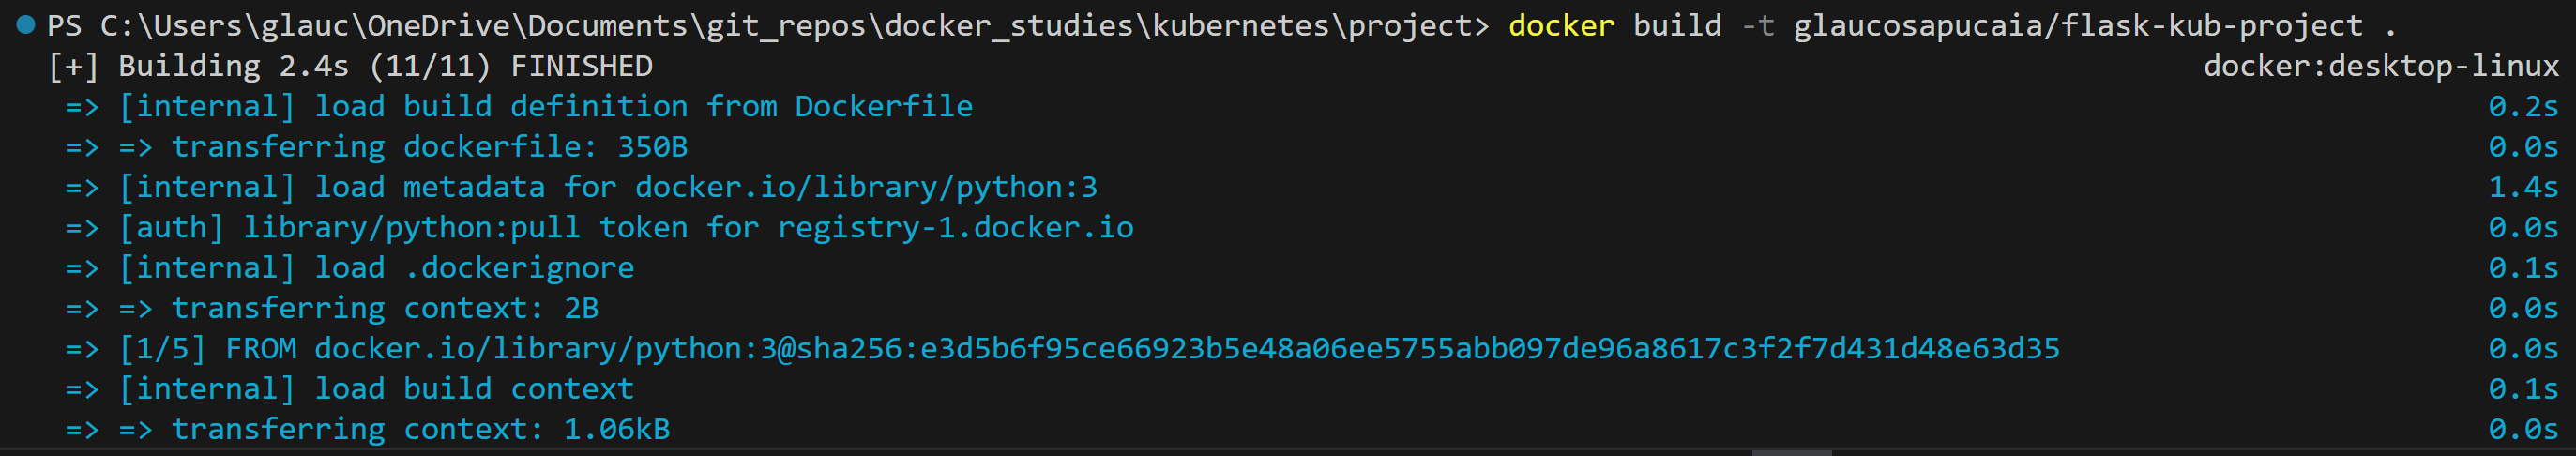 PS C:\Users\glauc\OneDrive\Documents\git_repos\docker_studies\kubernetes\project> docker build -t glaucosapucaia/flask-kub-project .
[+] Building 2.4s (11/11) FINISHED docker:desktop-linux
=> [internal] load build definition from Dockerfile 0.2s
=> => transferring dockerfile: 350B 0.0s
=> [internal] load metadata for docker.io/library/python:3 1.4s
=> [auth] library/python:pull token for registry-1.docker.io 0.0s
=> [internal] load .dockerignore 0.1s
=> => transferring context: 2B 0.0s
=> [1/5] FROM docker.io/library/python:3@sha256:e3d5b6f95ce66923b5e48a06ee5755abb097de96a8617c3f2f7d431d48e63d35 0.0s
=> [internal] load build context 0.1s
=> => transferring context: 1.06kB 0.0s